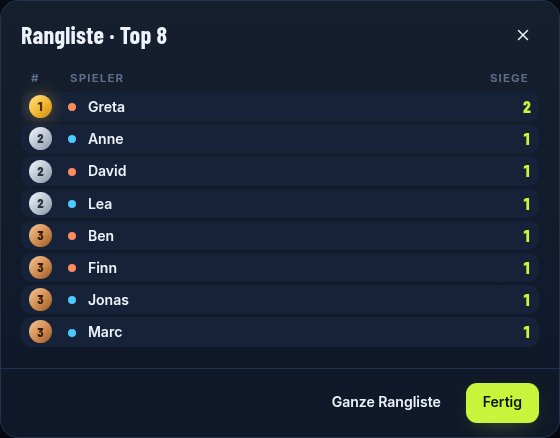 Rangliste · Top 8
# SPIELER SIEGE
1 Greta 2
2 Anne 1
2 David 1
2 Lea 1
3 Ben 1
3 Finn 1
3 Jonas 1
3 Marc 1
Ganze Rangliste Fertig